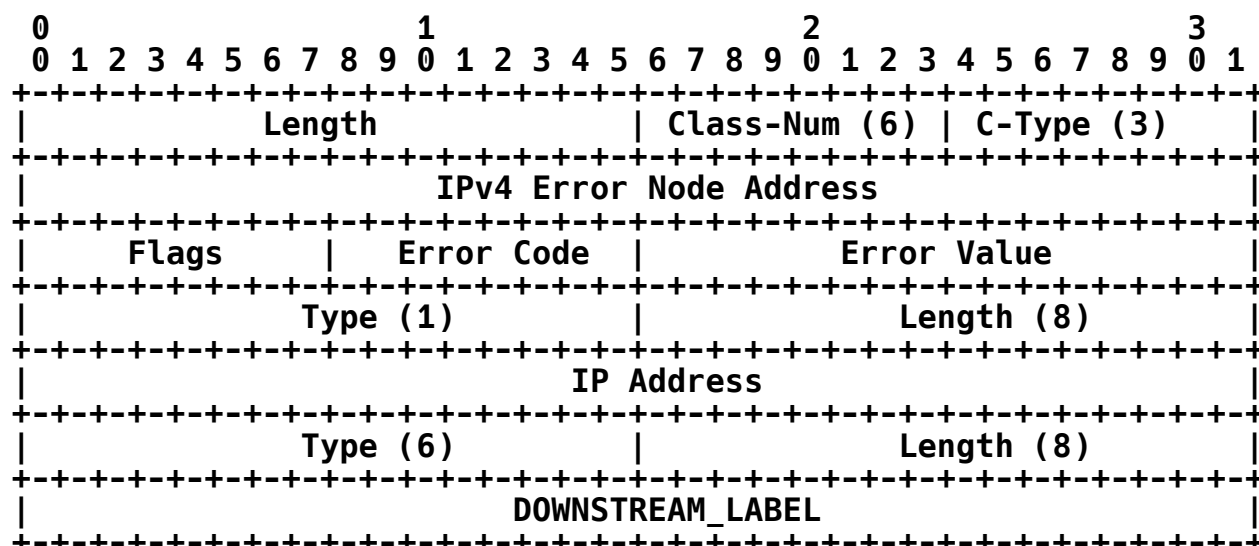 0                   1                   2                   3
 0 1 2 3 4 5 6 7 8 9 0 1 2 3 4 5 6 7 8 9 0 1 2 3 4 5 6 7 8 9 0 1
+-+-+-+-+-+-+-+-+-+-+-+-+-+-+-+-+-+-+-+-+-+-+-+-+-+-+-+-+-+-+-+-+
|            Length             | Class-Num (6) | C-Type (3)    |
+-+-+-+-+-+-+-+-+-+-+-+-+-+-+-+-+-+-+-+-+-+-+-+-+-+-+-+-+-+-+-+-+
|                     IPv4 Error Node Address                   |
+-+-+-+-+-+-+-+-+-+-+-+-+-+-+-+-+-+-+-+-+-+-+-+-+-+-+-+-+-+-+-+-+
|     Flags     |   Error Code  |          Error Value          |
+-+-+-+-+-+-+-+-+-+-+-+-+-+-+-+-+-+-+-+-+-+-+-+-+-+-+-+-+-+-+-+-+
|              Type (1)         |             Length (8)        |
+-+-+-+-+-+-+-+-+-+-+-+-+-+-+-+-+-+-+-+-+-+-+-+-+-+-+-+-+-+-+-+-+
|                            IP Address                         |
+-+-+-+-+-+-+-+-+-+-+-+-+-+-+-+-+-+-+-+-+-+-+-+-+-+-+-+-+-+-+-+-+
|              Type (6)         |             Length (8)        |
+-+-+-+-+-+-+-+-+-+-+-+-+-+-+-+-+-+-+-+-+-+-+-+-+-+-+-+-+-+-+-+-+
|                         DOWNSTREAM_LABEL                      |
+-+-+-+-+-+-+-+-+-+-+-+-+-+-+-+-+-+-+-+-+-+-+-+-+-+-+-+-+-+-+-+-+